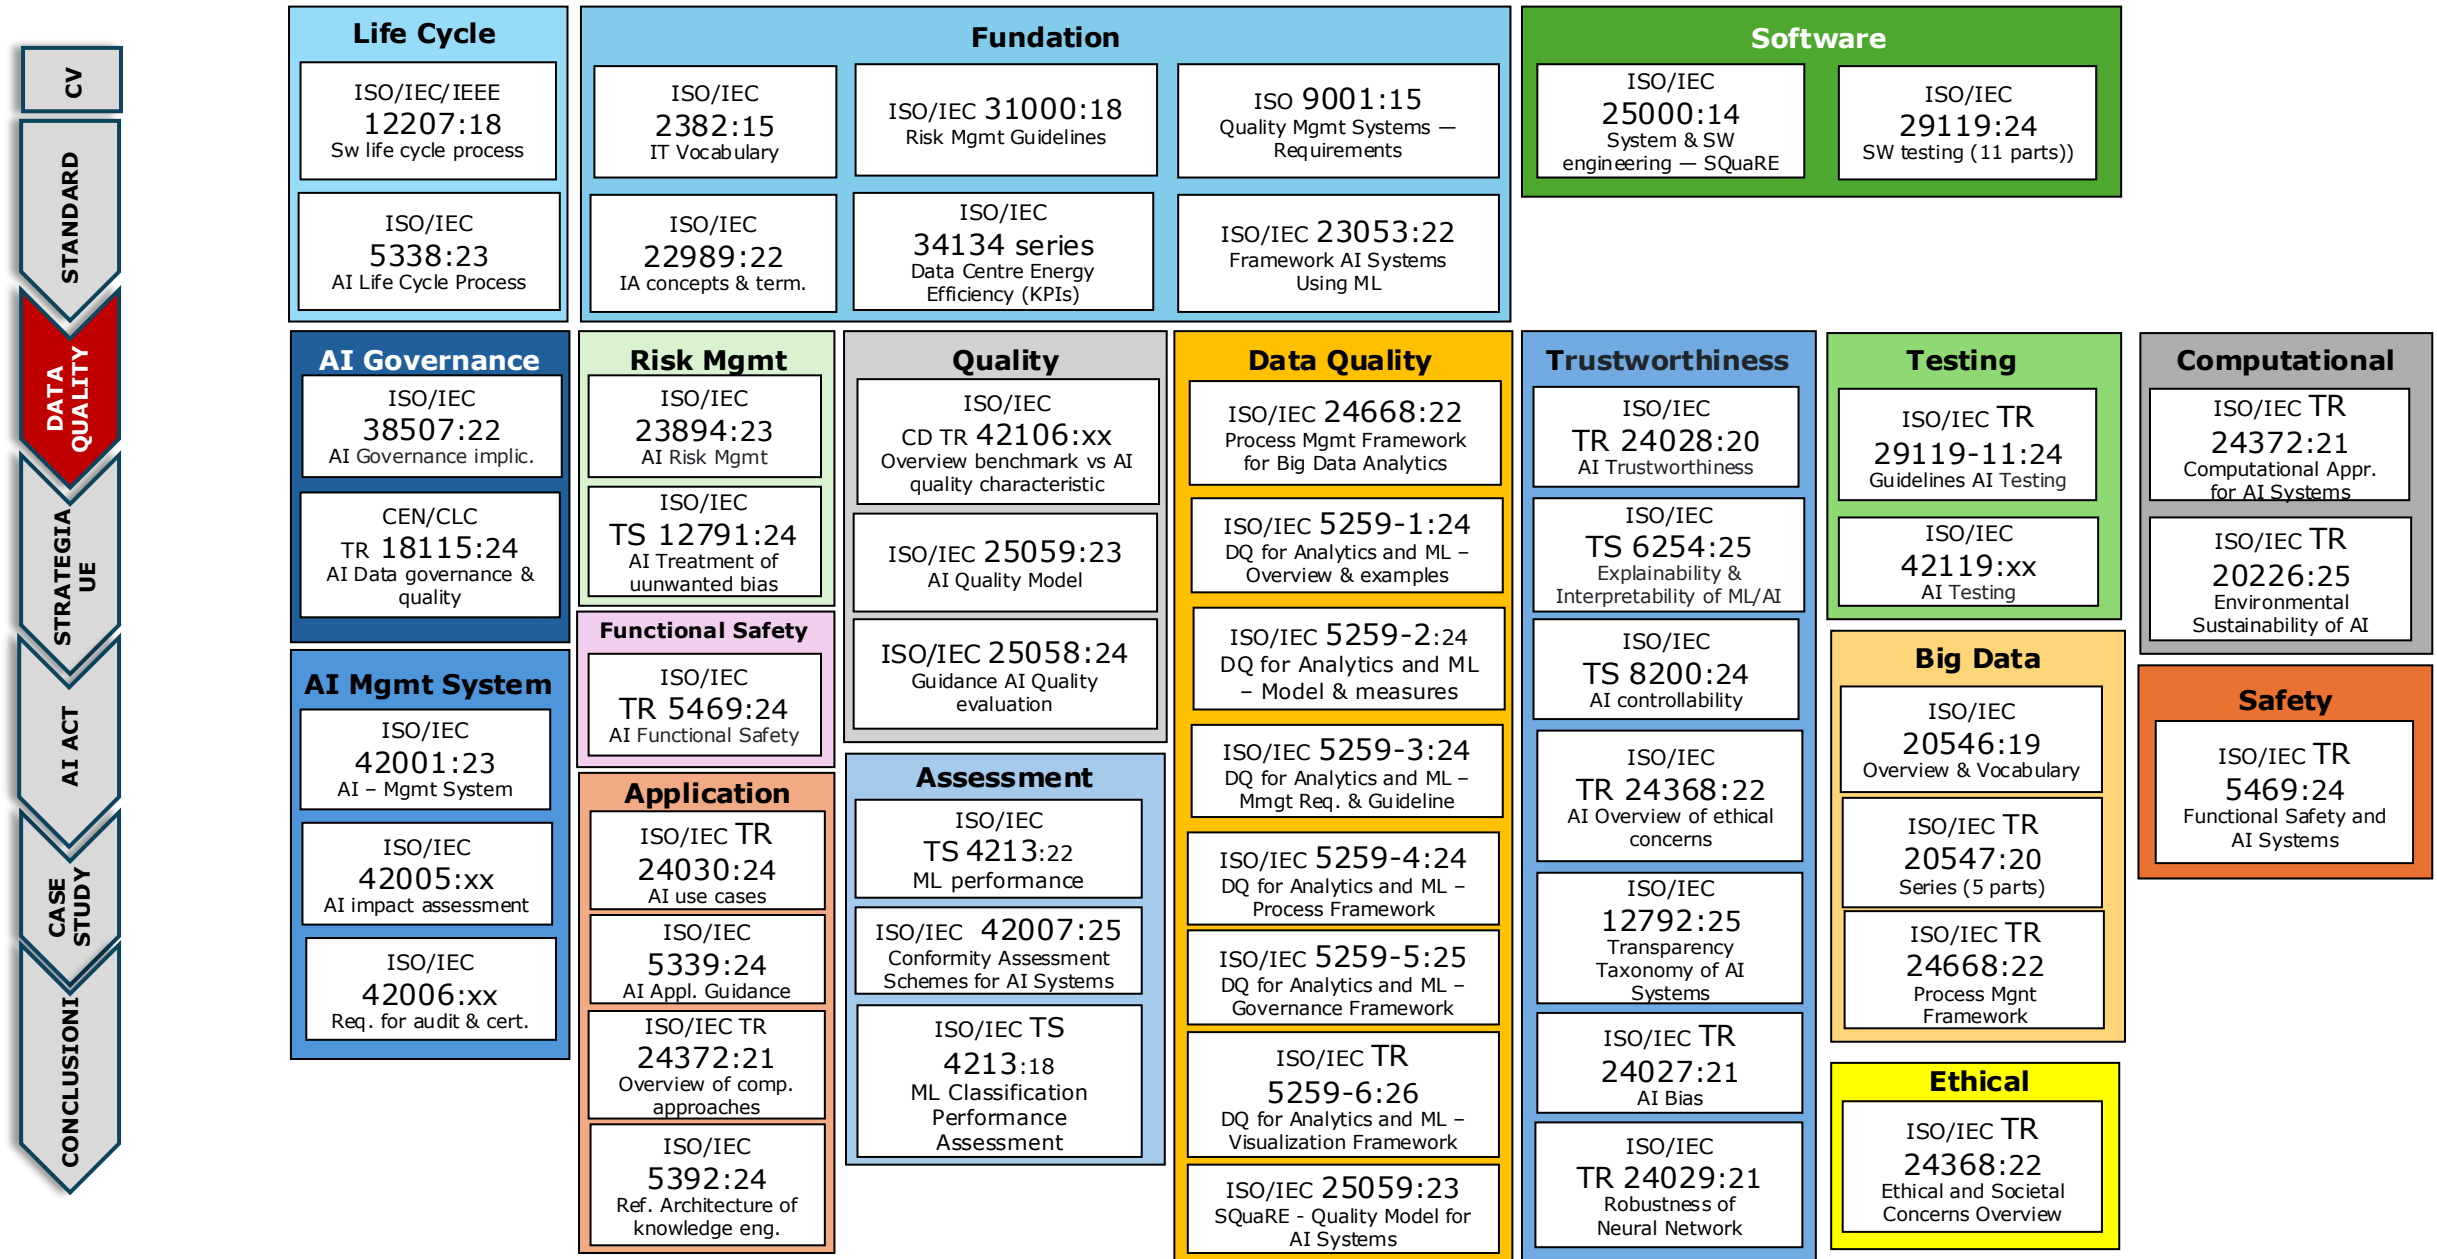 CV
STANDARD
DATA
QUALITY
STRATEGIA
UE
AI ACT
CASE
STUDY
CONCLUSIONI
Life Cycle
ISO/IEC/IEEE
12207:18
Sw life cycle process
ISO/IEC
5338:23
AI Life Cycle Process
Fundation
ISO/IEC
2382:15
IT Vocabulary
ISO/IEC 31000:18
Risk Mgmt Guidelines
ISO 9001:15
Quality Mgmt Systems —
Requirements
ISO/IEC
22989:22
IA concepts & term.
ISO/IEC
34134 series
Data Centre Energy
Efficiency (KPIs)
ISO/IEC 23053:22
Framework AI Systems
Using ML
Software
ISO/IEC
25000:14
System & SW
engineering — SQuaRE
ISO/IEC
29119:24
SW testing (11 parts))
AI Governance
ISO/IEC
38507:22
AI Governance implic.
CEN/CLC
TR 18115:24
AI Data governance &
quality
AI Mgmt System
ISO/IEC
42001:23
AI – Mgmt System
ISO/IEC
42005:xx
AI impact assessment
ISO/IEC
42006:xx
Req. for audit & cert.
Risk Mgmt
ISO/IEC
23894:23
AI Risk Mgmt
ISO/IEC
TS 12791:24
AI Treatment of
uunwanted bias
Functional Safety
ISO/IEC
TR 5469:24
AI Functional Safety
Application
ISO/IEC TR
24030:24
AI use cases
ISO/IEC
5339:24
AI Appl. Guidance
ISO/IEC TR
24372:21
Overview of comp.
approaches
ISO/IEC
5392:24
Ref. Architecture of
knowledge eng.
Quality
ISO/IEC
CD TR 42106:xx
Overview benchmark vs AI
quality characteristic
ISO/IEC 25059:23
AI Quality Model
ISO/IEC 25058:24
Guidance AI Quality
evaluation
Assessment
ISO/IEC
TS 4213:22
ML performance
ISO/IEC 42007:25
Conformity Assessment
Schemes for AI Systems
ISO/IEC TS
4213:18
ML Classification
Performance
Assessment
Data Quality
ISO/IEC 24668:22
Process Mgmt Framework
for Big Data Analytics
ISO/IEC 5259-1:24
DQ for Analytics and ML –
Overview & examples
ISO/IEC 5259-2:24
DQ for Analytics and ML
– Model & measures
ISO/IEC 5259-3:24
DQ for Analytics and ML –
Mmgt Req. & Guideline
ISO/IEC 5259-4:24
DQ for Analytics and ML –
Process Framework
ISO/IEC 5259-5:25
DQ for Analytics and ML –
Governance Framework
ISO/IEC TR
5259-6:26
DQ for Analytics and ML –
Visualization Framework
ISO/IEC 25059:23
SQuaRE - Quality Model for
AI Systems
Trustworthiness
ISO/IEC
TR 24028:20
AI Trustworthiness
ISO/IEC
TS 6254:25
Explainability &
Interpretability of ML/AI
ISO/IEC
TS 8200:24
AI controllability
ISO/IEC
TR 24368:22
AI Overview of ethical
concerns
ISO/IEC
12792:25
Transparency
Taxonomy of AI
Systems
ISO/IEC TR
24027:21
AI Bias
ISO/IEC
TR 24029:21
Robustness of
Neural Network
Testing
ISO/IEC TR
29119-11:24
Guidelines AI Testing
ISO/IEC
42119:xx
AI Testing
Big Data
ISO/IEC
20546:19
Overview & Vocabulary
ISO/IEC TR
20547:20
Series (5 parts)
ISO/IEC TR
24668:22
Process Mgnt
Framework
Ethical
ISO/IEC TR
24368:22
Ethical and Societal
Concerns Overview
Computational
ISO/IEC TR
24372:21
Computational Appr.
for AI Systems
ISO/IEC TR
20226:25
Environmental
Sustainability of AI
Safety
ISO/IEC TR
5469:24
Functional Safety and
AI Systems